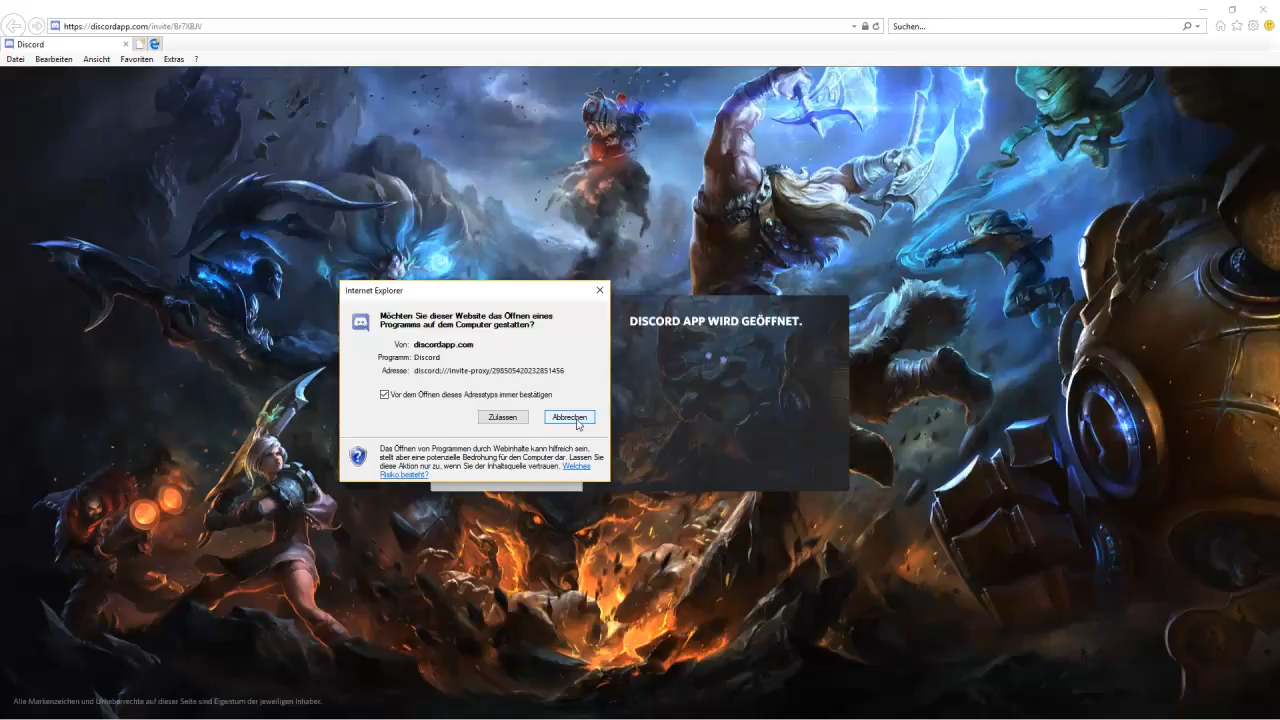 https://discordapp.com/invite/Br7XBJV
Suchen...
Discord
Datei Bearbeiten Ansicht Favoriten Extras ?
Internet Explorer
Möchten Sie dieser Website das Öffnen eines
Programms auf dem Computer gestatten?
Von: discordapp.com
Programm: Discord
Adresse: discord:///invite-proxy/298505420232851456
Vor dem Öffnen dieses Adresstyps immer bestätigen
Zulassen Abbrechen
Das Öffnen von Programmen durch Webinhalte kann hilfreich sein,
stellt aber eine potenzielle Bedrohung für den Computer dar. Lassen Sie
diese Aktion nur zu, wenn Sie der Inhaltsquelle vertrauen. Welches
Risiko besteht?
DISCORD APP WIRD GEÖFFNET.
Alle Markenzeichen und Urheberrechte auf dieser Seite sind Eigentum der jeweiligen Inhaber.